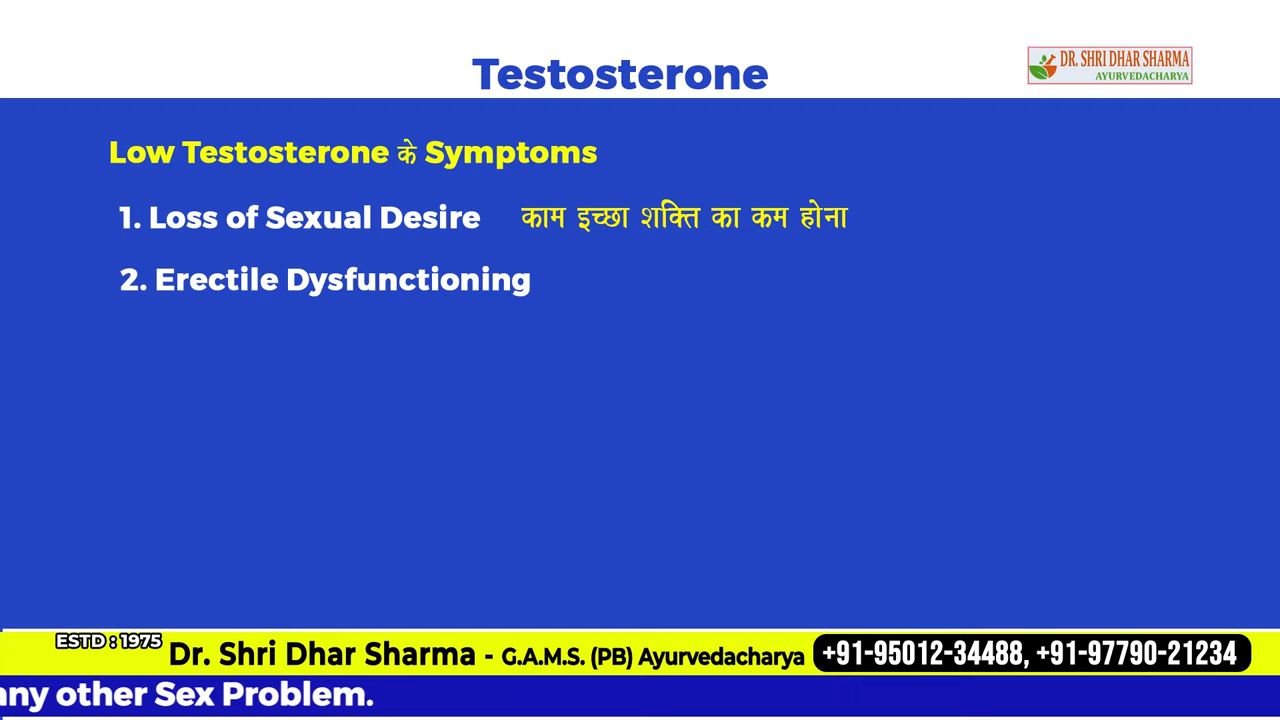 Testosterone
DR. SHRI DHAR SHARMA
AYURVEDACHARYA
Low Testosterone के Symptoms
1. Loss of Sexual Desire काम इच्छा शक्ति का कम होना
2. Erectile Dysfunctioning
ESTD : 1975
Dr. Shri Dhar Sharma - G.A.M.S. (PB) Ayurvedacharya +91-95012-34488, +91-97790-21234
any other Sex Problem.